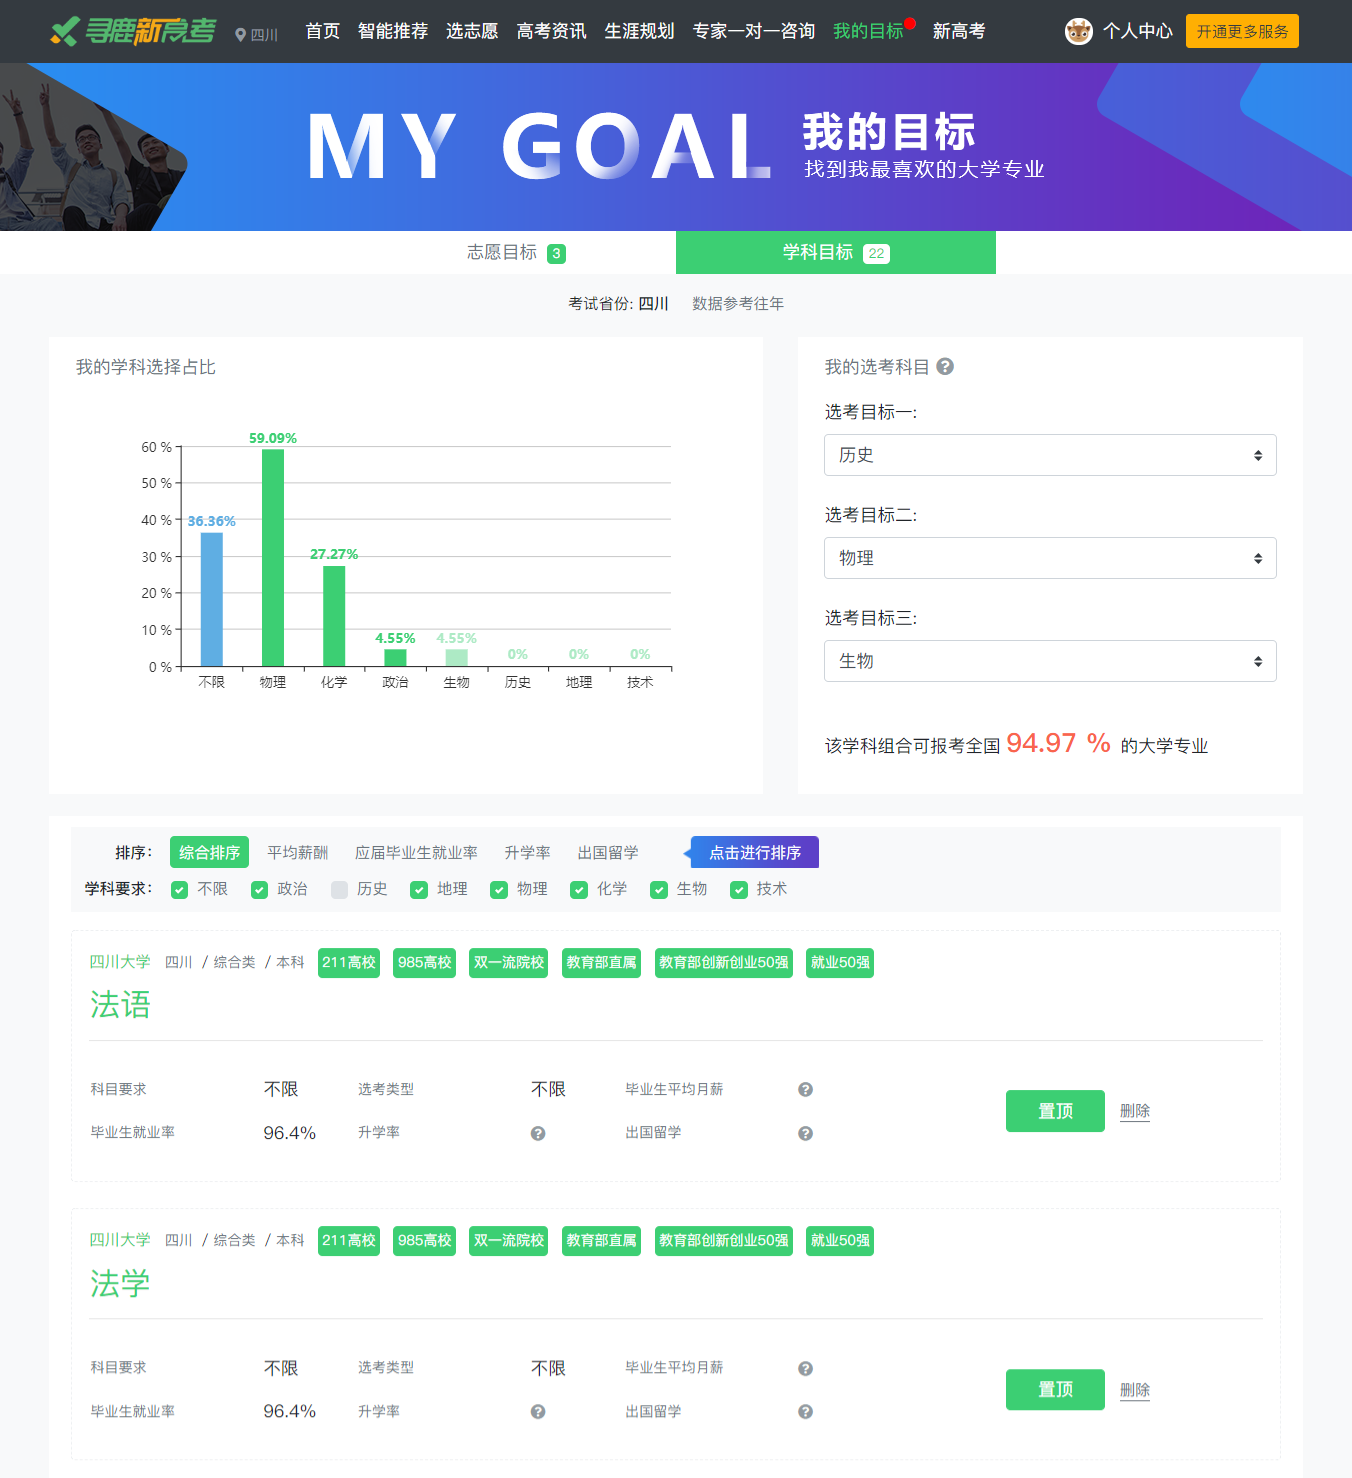 寻鹿新高考 四川 首页 智能推荐 选志愿 高考资讯 生涯规划 专家一对一咨询 我的目标 新高考 个人中心 开通更多服务
MY GOAL 我的目标
找到我最喜欢的大学专业
志愿目标 3 学科目标 22
考试省份: 四川 数据参考往年
我的学科选择占比
60 %
50 %
40 %
30 %
20 %
10 %
0 %
36.36%
59.09%
27.27%
4.55%
4.55%
0%
0%
0%
不限 物理 化学 政治 生物 历史 地理 技术
我的选考科目 ?
选考目标一:
历史
选考目标二:
物理
选考目标三:
生物
该学科组合可报考全国 94.97 % 的大学专业
排序： 综合排序 平均薪酬 应届毕业生就业率 升学率 出国留学 点击进行排序
学科要求： 不限 政治 历史 地理 物理 化学 生物 技术
四川大学 四川 / 综合类 / 本科 211高校 985高校 双一流院校 教育部直属 教育部创新创业50强 就业50强
法语
科目要求 不限 选考类型 不限 毕业生平均月薪 ?
毕业生就业率 96.4% 升学率 ? 出国留学 ?
置顶 删除
四川大学 四川 / 综合类 / 本科 211高校 985高校 双一流院校 教育部直属 教育部创新创业50强 就业50强
法学
科目要求 不限 选考类型 不限 毕业生平均月薪 ?
毕业生就业率 96.4% 升学率 ? 出国留学 ?
置顶 删除